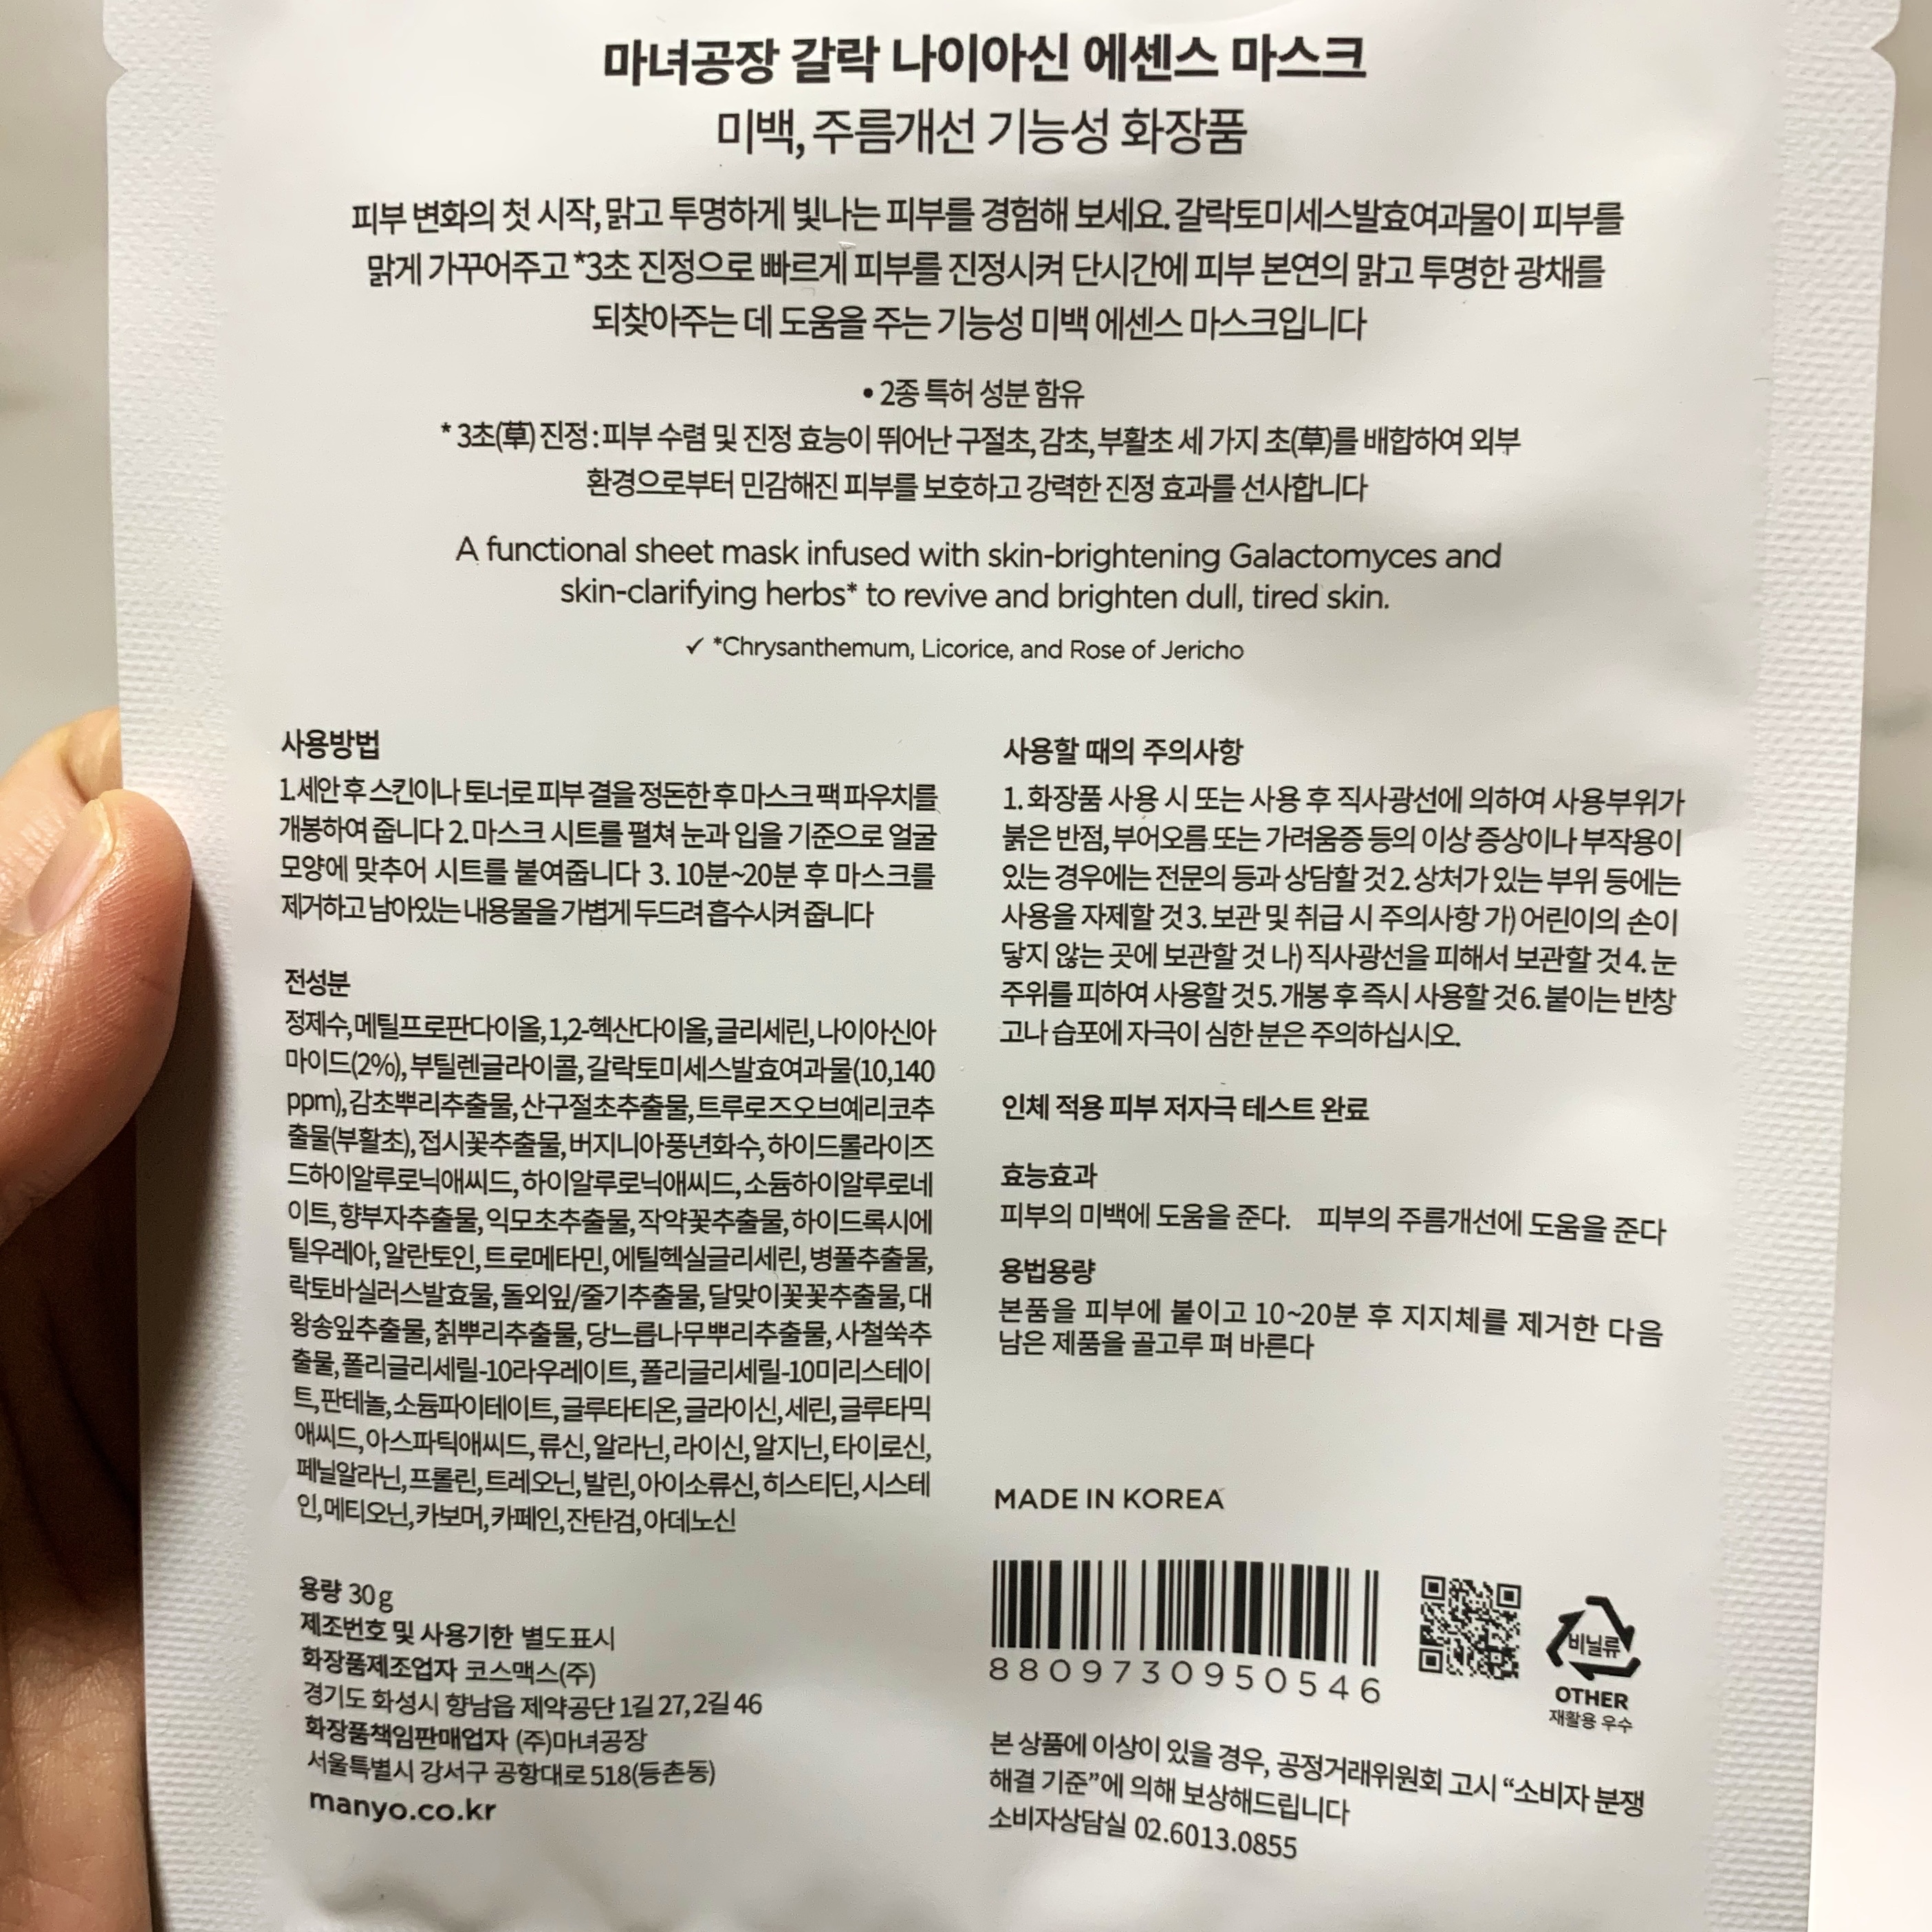 마녀공장 갈락 나이아신 에센스 마스크
미백, 주름개선 기능성 화장품
피부 변화의 첫 시작, 맑고 투명하게 빛나는 피부를 경험해 보세요. 갈락토미세스발효여과물이 피부를
맑게 가꾸어주고 *3초 진정으로 빠르게 피부를 진정시켜 단시간에 피부 본연의 맑고 투명한 광채를
되찾아주는 데 도움을 주는 기능성 미백 에센스 마스크입니다
• 2종 특허 성분 함유
* 3초(草) 진정 : 피부 수렴 및 진정 효능이 뛰어난 구절초, 감초, 부활초 세 가지 초(草)를 배합하여 외부
환경으로부터 민감해진 피부를 보호하고 강력한 진정 효과를 선사합니다
A functional sheet mask infused with skin-brightening Galactomyces and
skin-clarifying herbs* to revive and brighten dull, tired skin.
✓ *Chrysanthemum, Licorice, and Rose of Jericho
사용방법
1. 세안 후 스킨이나 토너로 피부 결을 정돈한 후 마스크 팩 파우치를
개봉하여 줍니다 2. 마스크 시트를 펼쳐 눈과 입을 기준으로 얼굴
모양에 맞추어 시트를 붙여줍니다 3. 10분~20분 후 마스크를
제거하고 남아있는 내용물을 가볍게 두드려 흡수시켜 줍니다
전성분
정제수, 메틸프로판다이올, 1,2-헥산다이올, 글리세린, 나이아신아
마이드(2%), 부틸렌글라이콜, 갈락토미세스발효여과물(10,140
ppm), 감초뿌리추출물, 산구절초추출물, 트루로즈오브예리코추
출물(부활초), 접시꽃추출물, 버지니아풍년화수, 하이드롤라이즈
드하이알루로닉애씨드, 하이알루로닉애씨드, 소듐하이알루로네
이트, 향부자추출물, 익모초추출물, 작약꽃추출물, 하이드록시에
틸우레아, 알란토인, 트로메타민, 에틸헥실글리세린, 병풀추출물,
락토바실러스발효물, 돌외잎/줄기추출물, 달맞이꽃꽃추출물, 대
왕송잎추출물, 칡뿌리추출물, 당느릅나무뿌리추출물, 사철쑥추
출물, 폴리글리세릴-10라우레이트, 폴리글리세릴-10미리스테이
트, 판테놀, 소듐파이테이트, 글루타티온, 글라이신, 세린, 글루타믹
애씨드, 아스파틱애씨드, 류신, 알라닌, 라이신, 알지닌, 타이로신,
페닐알라닌, 프롤린, 트레오닌, 발린, 아이소류신, 히스티딘, 시스테
인, 메티오닌, 카보머, 카페인, 잔탄검, 아데노신
용량 30 g
제조번호 및 사용기한 별도표시
화장품제조업자 코스맥스(주)
경기도 화성시 향남읍 제약공단 1길 27, 2길 46
화장품책임판매업자 (주)마녀공장
서울특별시 강서구 공항대로 518(등촌동)
manyo.co.kr
사용할 때의 주의사항
1. 화장품 사용 시 또는 사용 후 직사광선에 의하여 사용부위가
붉은 반점, 부어오름 또는 가려움증 등의 이상 증상이나 부작용이
있는 경우에는 전문의 등과 상담할 것 2. 상처가 있는 부위 등에는
사용을 자제할 것 3. 보관 및 취급 시 주의사항 가) 어린이의 손이
닿지 않는 곳에 보관할 것 나) 직사광선을 피해서 보관할 것 4. 눈
주위를 피하여 사용할 것 5. 개봉 후 즉시 사용할 것 6. 붙이는 반창
고나 습포에 자극이 심한 분은 주의하십시오.
인체 적용 피부 저자극 테스트 완료
효능효과
피부의 미백에 도움을 준다. 피부의 주름개선에 도움을 준다
용법용량
본품을 피부에 붙이고 10~20분 후 지지체를 제거한 다음
남은 제품을 골고루 펴 바른다
MADE IN KOREA
8809730950546
비닐류
OTHER
재활용 우수
본 상품에 이상이 있을 경우, 공정거래위원회 고시 “소비자 분쟁
해결 기준”에 의해 보상해드립니다
소비자상담실 02.6013.0855